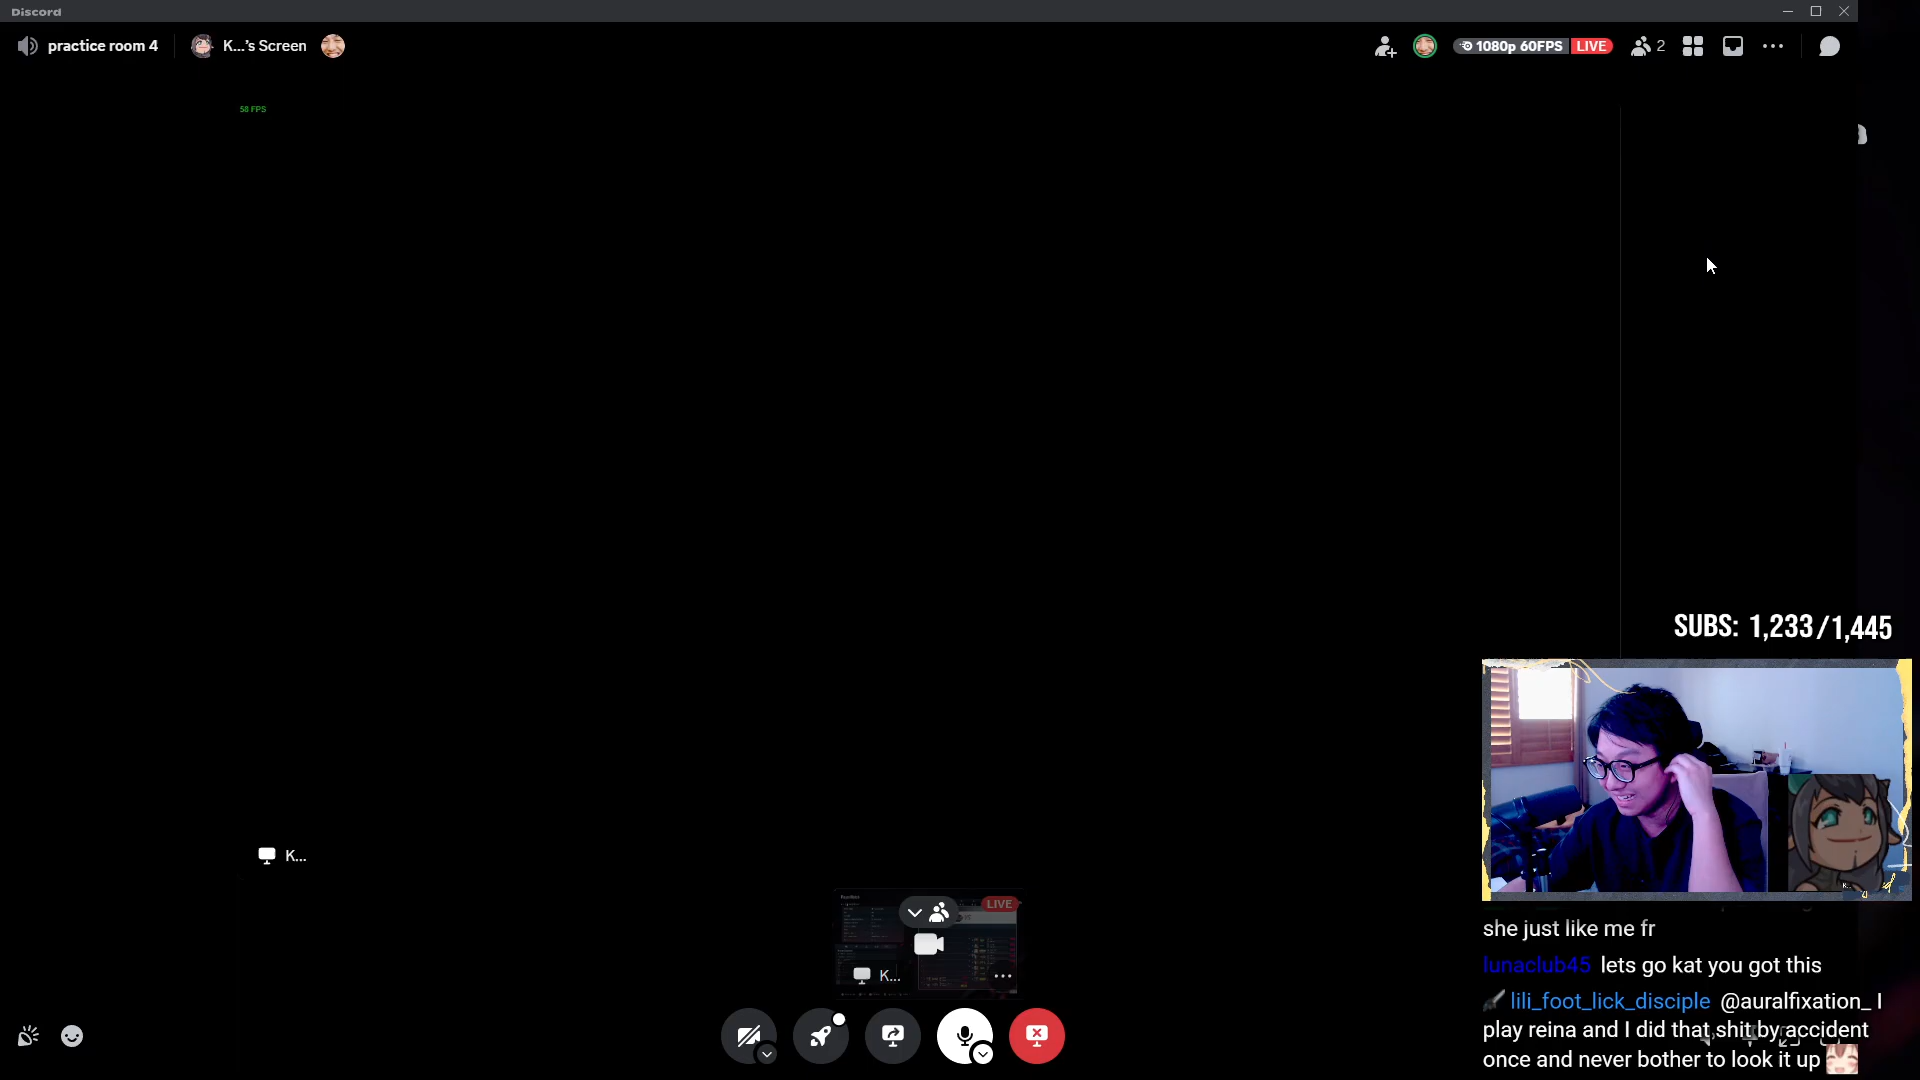 Discord
practice room 4
K...'s Screen
1080p 60FPS
LIVE
2
58 FPS
SUBS: 1,233/1,445
K...
LIVE
K...
she just like me fr
lunaclub45 lets go kat you got this
lili_foot_lick_disciple @auralfixation_ I
play reina and I did that shit by accident
once and never bother to look it up